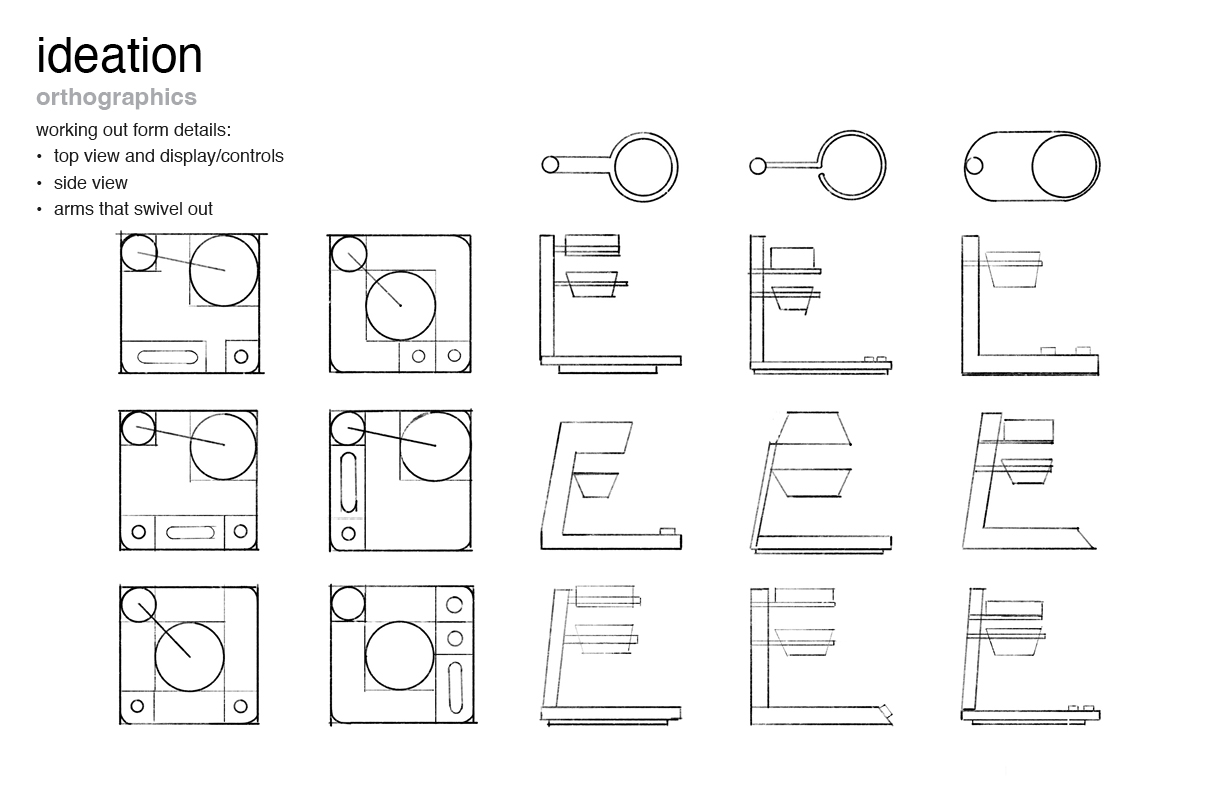 ideation
orthographics
working out form details:
• top view and display/controls
• side view
• arms that swivel out